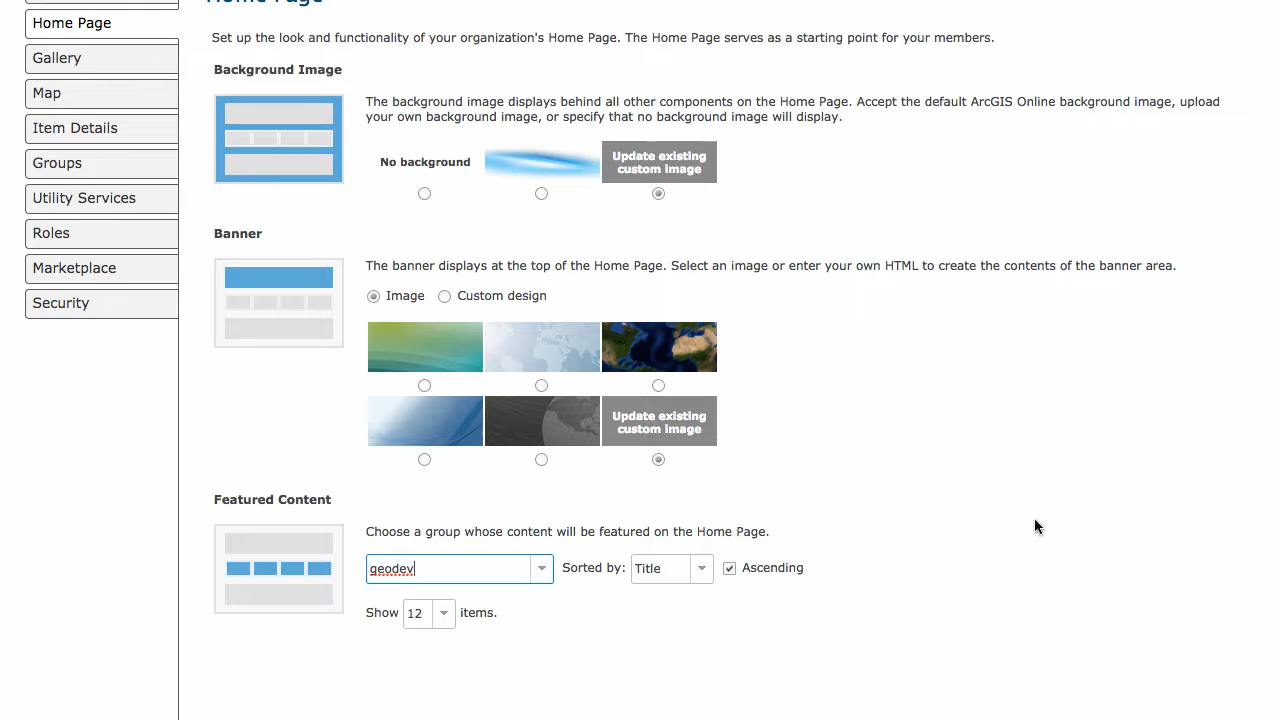 Home Page
Home Page
Set up the look and functionality of your organization's Home Page. The Home Page serves as a starting point for your members.
Gallery
Background Image
Map
The background image displays behind all other components on the Home Page. Accept the default ArcGIS Online background image, upload
your own background image, or specify that no background image will display.
Item Details
Groups
No background
Update existing
custom image
Utility Services
Roles
Banner
Marketplace
The banner displays at the top of the Home Page. Select an image or enter your own HTML to create the contents of the banner area.
Security
Image
Custom design
Update existing
custom image
Featured Content
Choose a group whose content will be featured on the Home Page.
geodev
Sorted by:
Title
Ascending
Show
12
items.